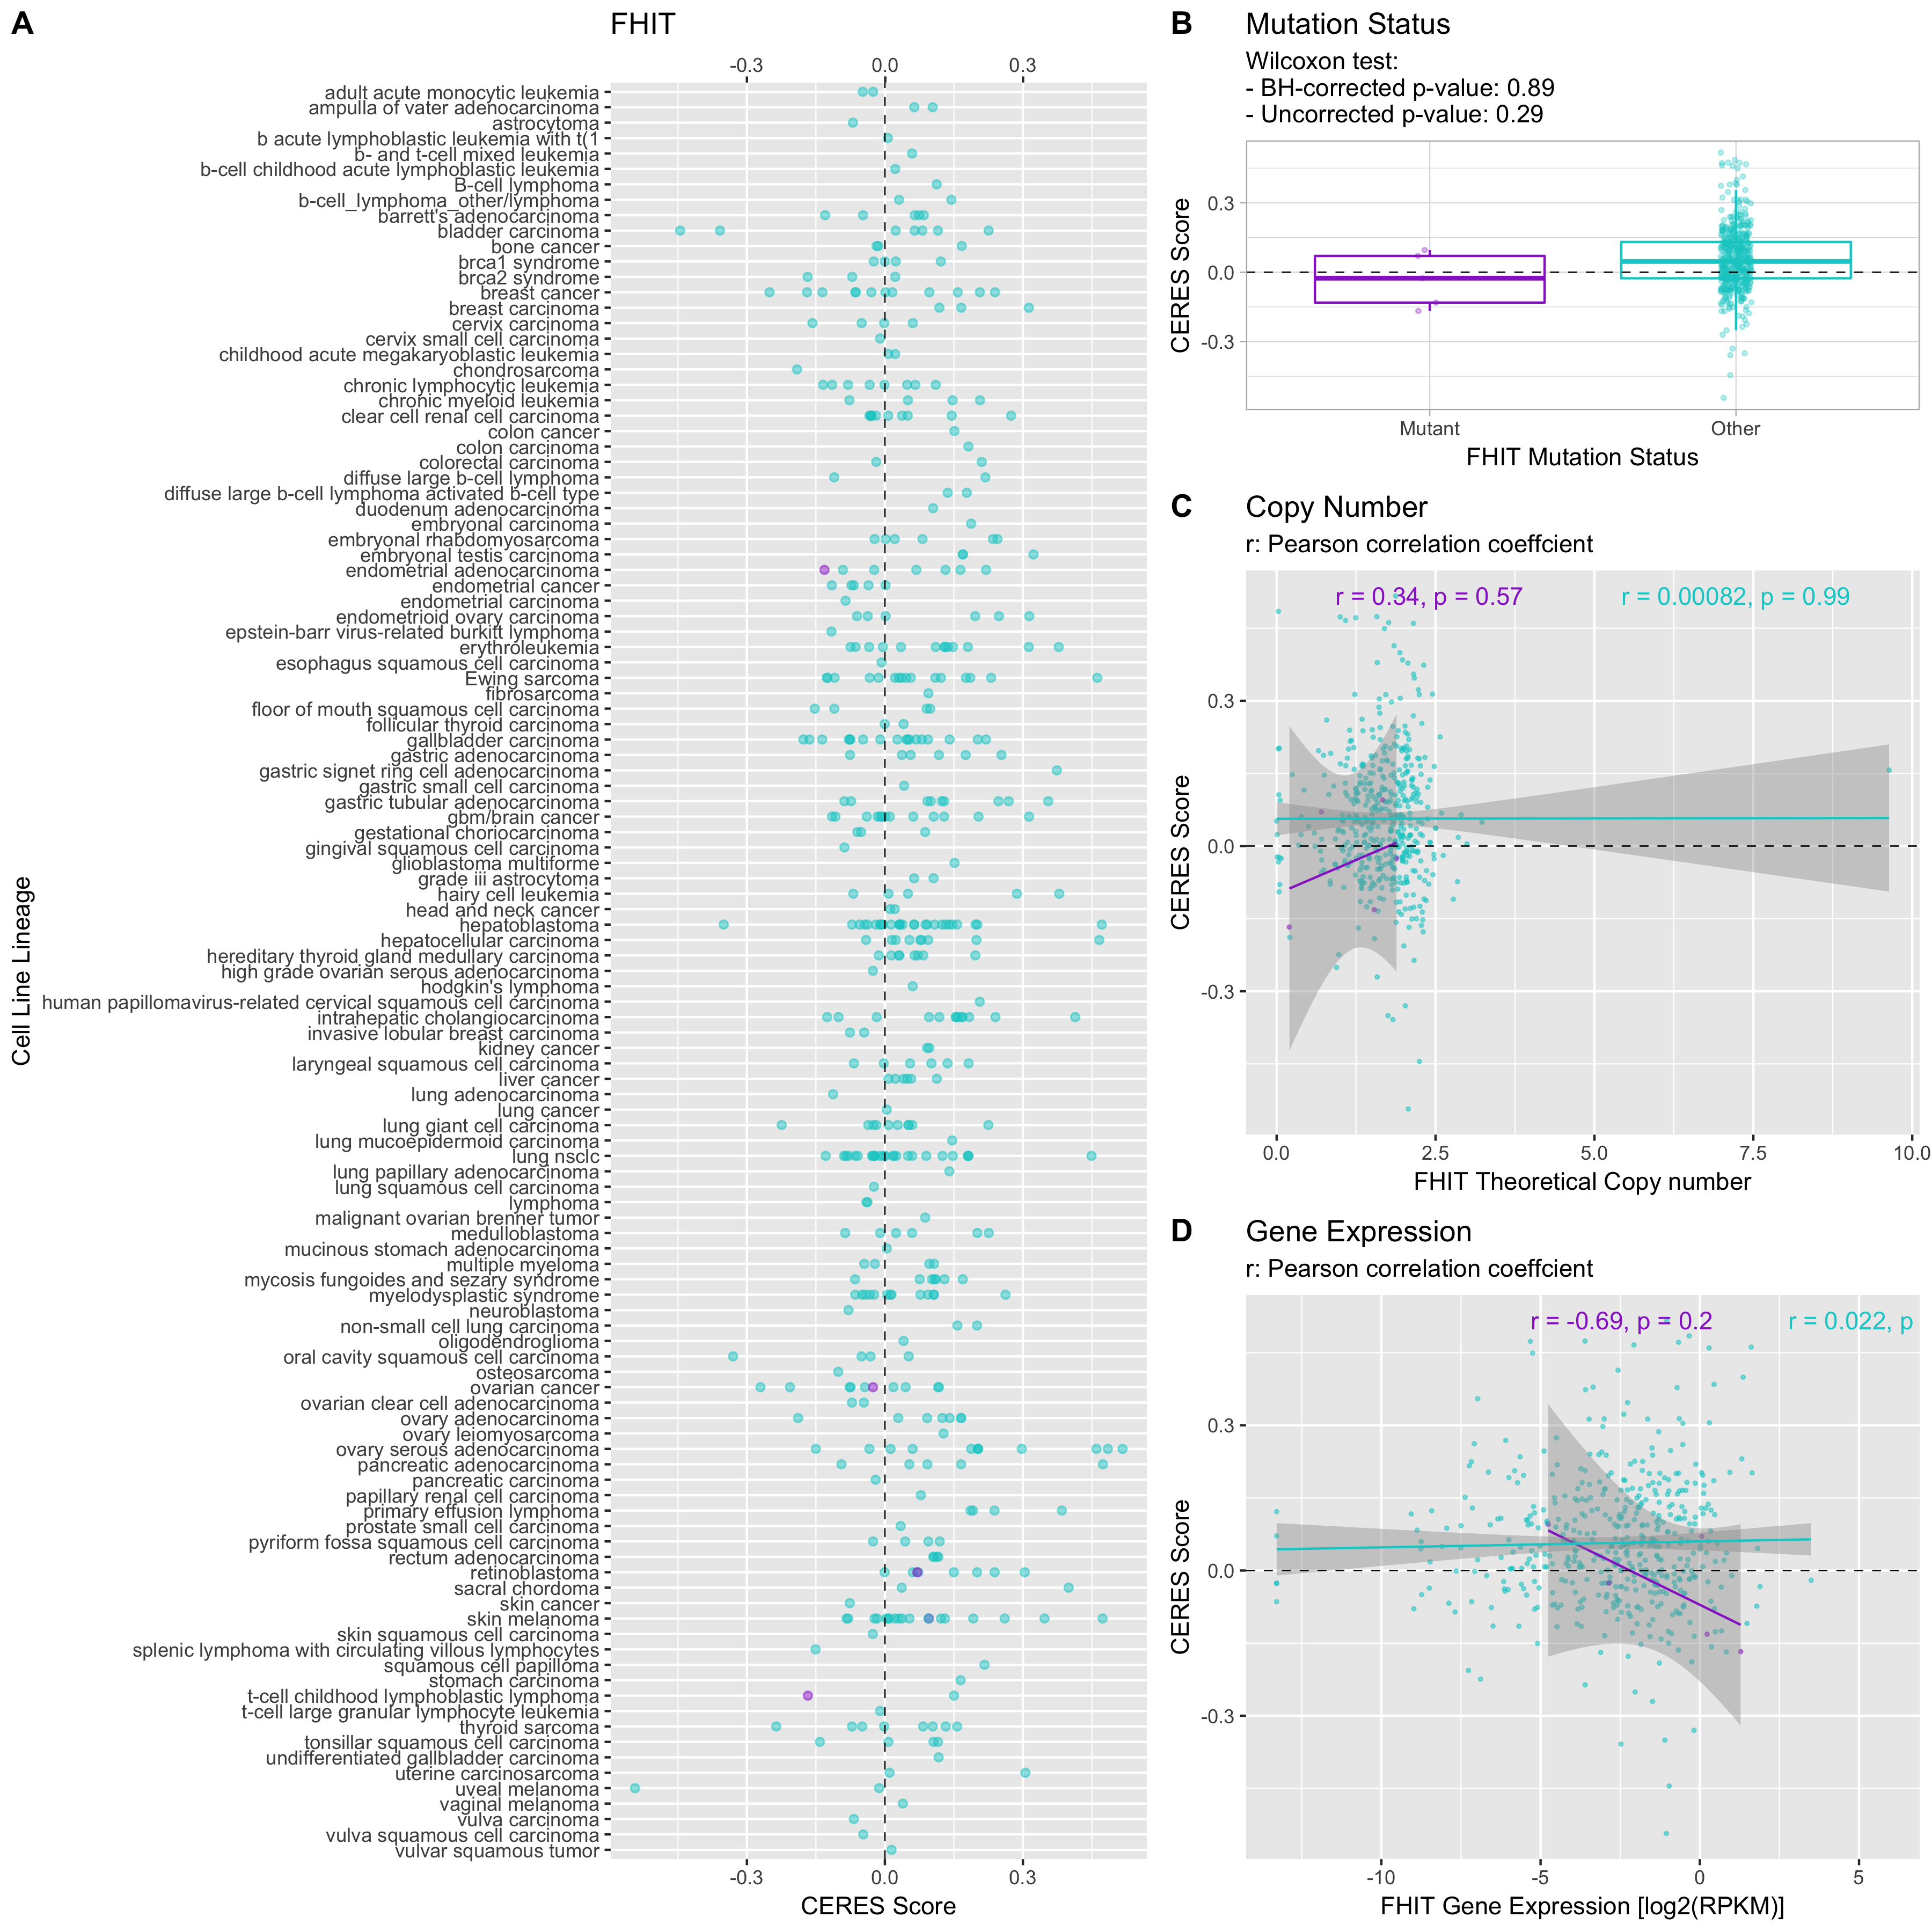 A
FHIT
-0.3 0.0 0.3
adult acute monocytic leukemia
ampulla of vater adenocarcinoma
astrocytoma
b acute lymphoblastic leukemia with t(1
b- and t-cell mixed leukemia
b-cell childhood acute lymphoblastic leukemia
B-cell lymphoma
b-cell_lymphoma_other/lymphoma
barrett's adenocarcinoma
bladder carcinoma
bone cancer
brca1 syndrome
brca2 syndrome
breast cancer
breast carcinoma
cervix carcinoma
cervix small cell carcinoma
childhood acute megakaryoblastic leukemia
chondrosarcoma
chronic lymphocytic leukemia
chronic myeloid leukemia
clear cell renal cell carcinoma
colon cancer
colon carcinoma
colorectal carcinoma
diffuse large b-cell lymphoma
diffuse large b-cell lymphoma activated b-cell type
duodenum adenocarcinoma
embryonal carcinoma
embryonal rhabdomyosarcoma
embryonal testis carcinoma
endometrial adenocarcinoma
endometrial cancer
endometrial carcinoma
endometrioid ovary carcinoma
epstein-barr virus-related burkitt lymphoma
erythroleukemia
esophagus squamous cell carcinoma
Ewing sarcoma
fibrosarcoma
floor of mouth squamous cell carcinoma
follicular thyroid carcinoma
gallbladder carcinoma
gastric adenocarcinoma
gastric signet ring cell adenocarcinoma
gastric small cell carcinoma
gastric tubular adenocarcinoma
gbm/brain cancer
gestational choriocarcinoma
gingival squamous cell carcinoma
glioblastoma multiforme
grade iii astrocytoma
hairy cell leukemia
head and neck cancer
hepatoblastoma
hepatocellular carcinoma
hereditary thyroid gland medullary carcinoma
high grade ovarian serous adenocarcinoma
hodgkin's lymphoma
human papillomavirus-related cervical squamous cell carcinoma
intrahepatic cholangiocarcinoma
invasive lobular breast carcinoma
kidney cancer
laryngeal squamous cell carcinoma
liver cancer
lung adenocarcinoma
lung cancer
lung giant cell carcinoma
lung mucoepidermoid carcinoma
lung nsclc
lung papillary adenocarcinoma
lung squamous cell carcinoma
lymphoma
malignant ovarian brenner tumor
medulloblastoma
mucinous stomach adenocarcinoma
multiple myeloma
mycosis fungoides and sezary syndrome
myelodysplastic syndrome
neuroblastoma
non-small cell lung carcinoma
oligodendroglioma
oral cavity squamous cell carcinoma
osteosarcoma
ovarian cancer
ovarian clear cell adenocarcinoma
ovary adenocarcinoma
ovary leiomyosarcoma
ovary serous adenocarcinoma
pancreatic adenocarcinoma
pancreatic carcinoma
papillary renal cell carcinoma
primary effusion lymphoma
prostate small cell carcinoma
pyriform fossa squamous cell carcinoma
rectum adenocarcinoma
retinoblastoma
sacral chordoma
skin cancer
skin melanoma
skin squamous cell carcinoma
splenic lymphoma with circulating villous lymphocytes
squamous cell papilloma
stomach carcinoma
t-cell childhood lymphoblastic lymphoma
t-cell large granular lymphocyte leukemia
thyroid sarcoma
tonsillar squamous cell carcinoma
undifferentiated gallbladder carcinoma
uterine carcinosarcoma
uveal melanoma
vaginal melanoma
vulva carcinoma
vulva squamous cell carcinoma
vulvar squamous tumor
-0.3 0.0 0.3
CERES Score
Cell Line Lineage
B
Mutation Status
Wilcoxon test:
- BH-corrected p-value: 0.89
- Uncorrected p-value: 0.29
0.3
0.0
-0.3
CERES Score
Mutant Other
FHIT Mutation Status
C
Copy Number
r: Pearson correlation coeffcient
r = 0.34, p = 0.57 r = 0.00082, p = 0.99
0.3
0.0
-0.3
CERES Score
0.0 2.5 5.0 7.5 10.0
FHIT Theoretical Copy number
D
Gene Expression
r: Pearson correlation coeffcient
r = -0.69, p = 0.2 r = 0.022, p
0.3
0.0
-0.3
CERES Score
-10 -5 0 5
FHIT Gene Expression [log2(RPKM)]